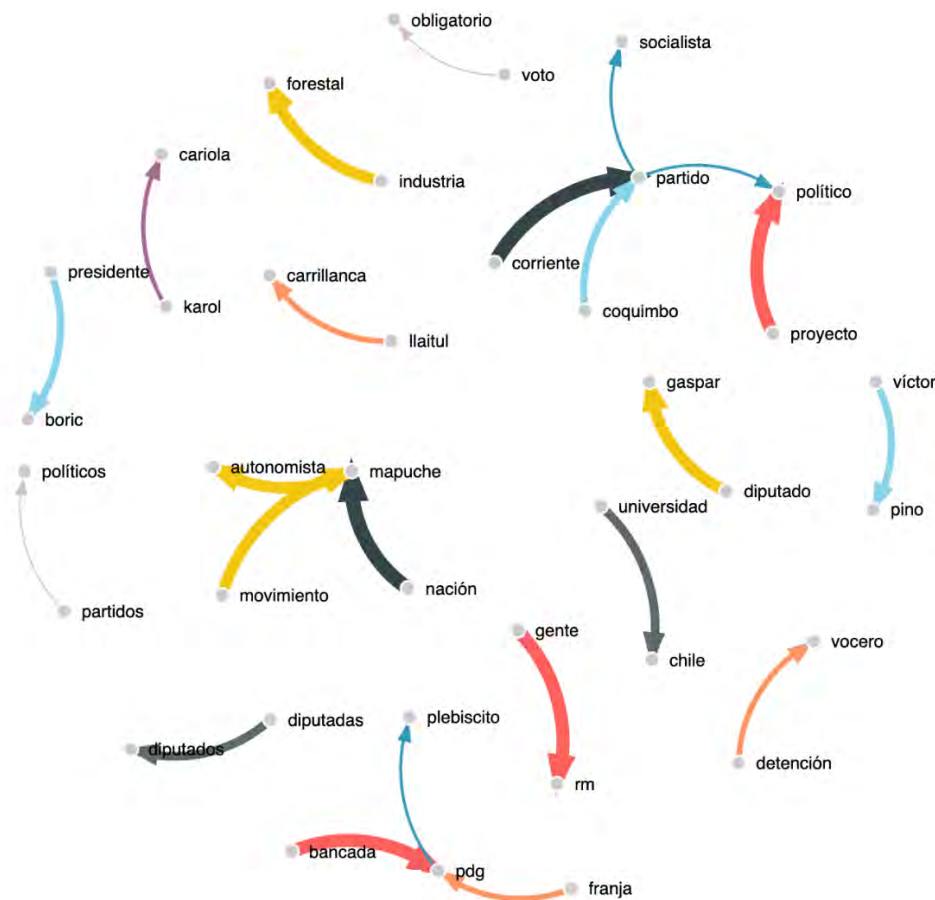 obligatorio
socialista
voto
forestal
cariola
industria
partido
político
corriente
presidente
carrillanca
karol
coquimbo
proyecto
llaitul
gaspar
víctor
boric
políticos
autonomista
mapuche
diputado
universidad
pino
movimiento
nación
partidos
gente
vocero
chile
diputadas
plebiscito
diputados
detención
rm
bancada
pdg
franja